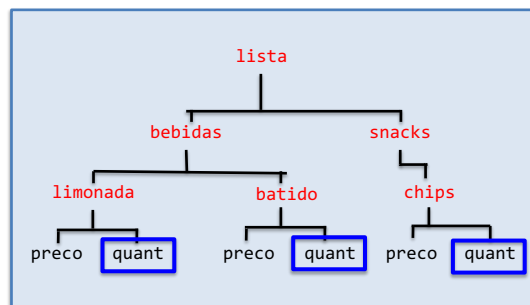 lista
bebidas snacks
limonada batido chips
preco quant preco quant preco quant